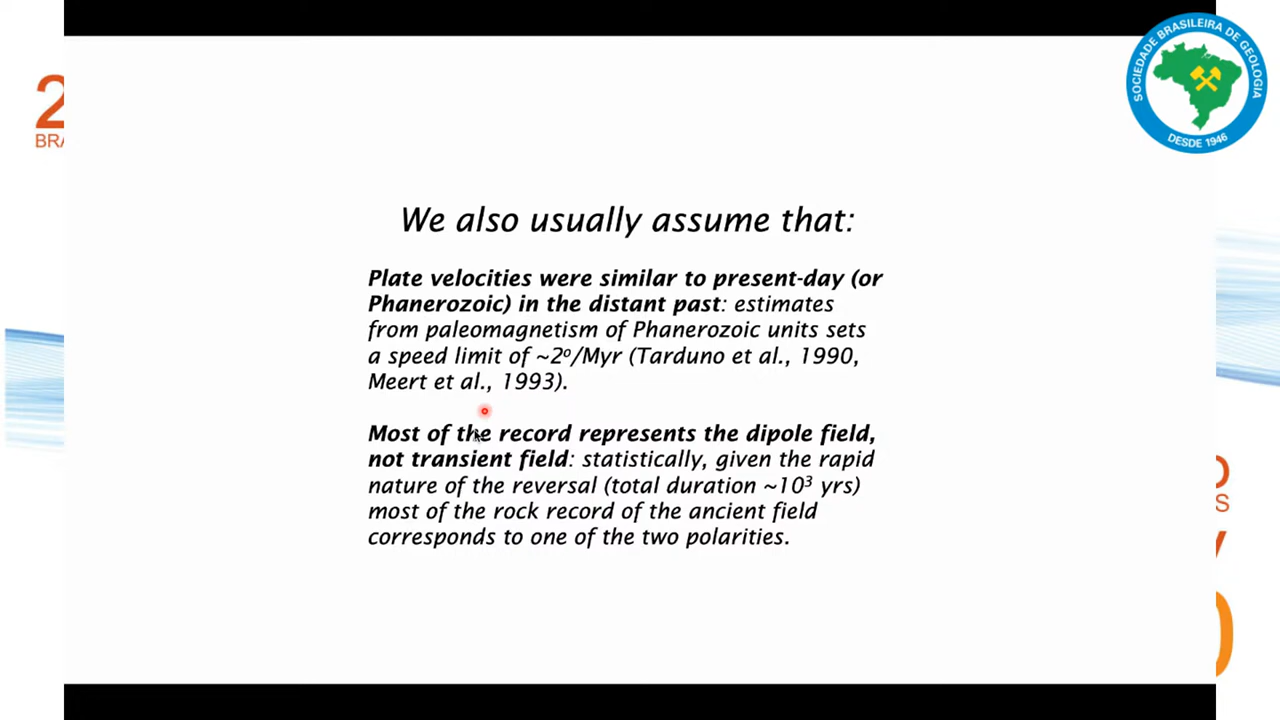 2
BRA
SOCIEDADE BRASILEIRA DE GEOLOGIA
DESDE 1946
We also usually assume that:
Plate velocities were similar to present-day (or
Phanerozoic) in the distant past: estimates
from paleomagnetism of Phanerozoic units sets
a speed limit of ~2º/Myr (Tarduno et al., 1990,
Meert et al., 1993).
Most of the record represents the dipole field,
not transient field: statistically, given the rapid
nature of the reversal (total duration ~10³ yrs)
most of the rock record of the ancient field
corresponds to one of the two polarities.